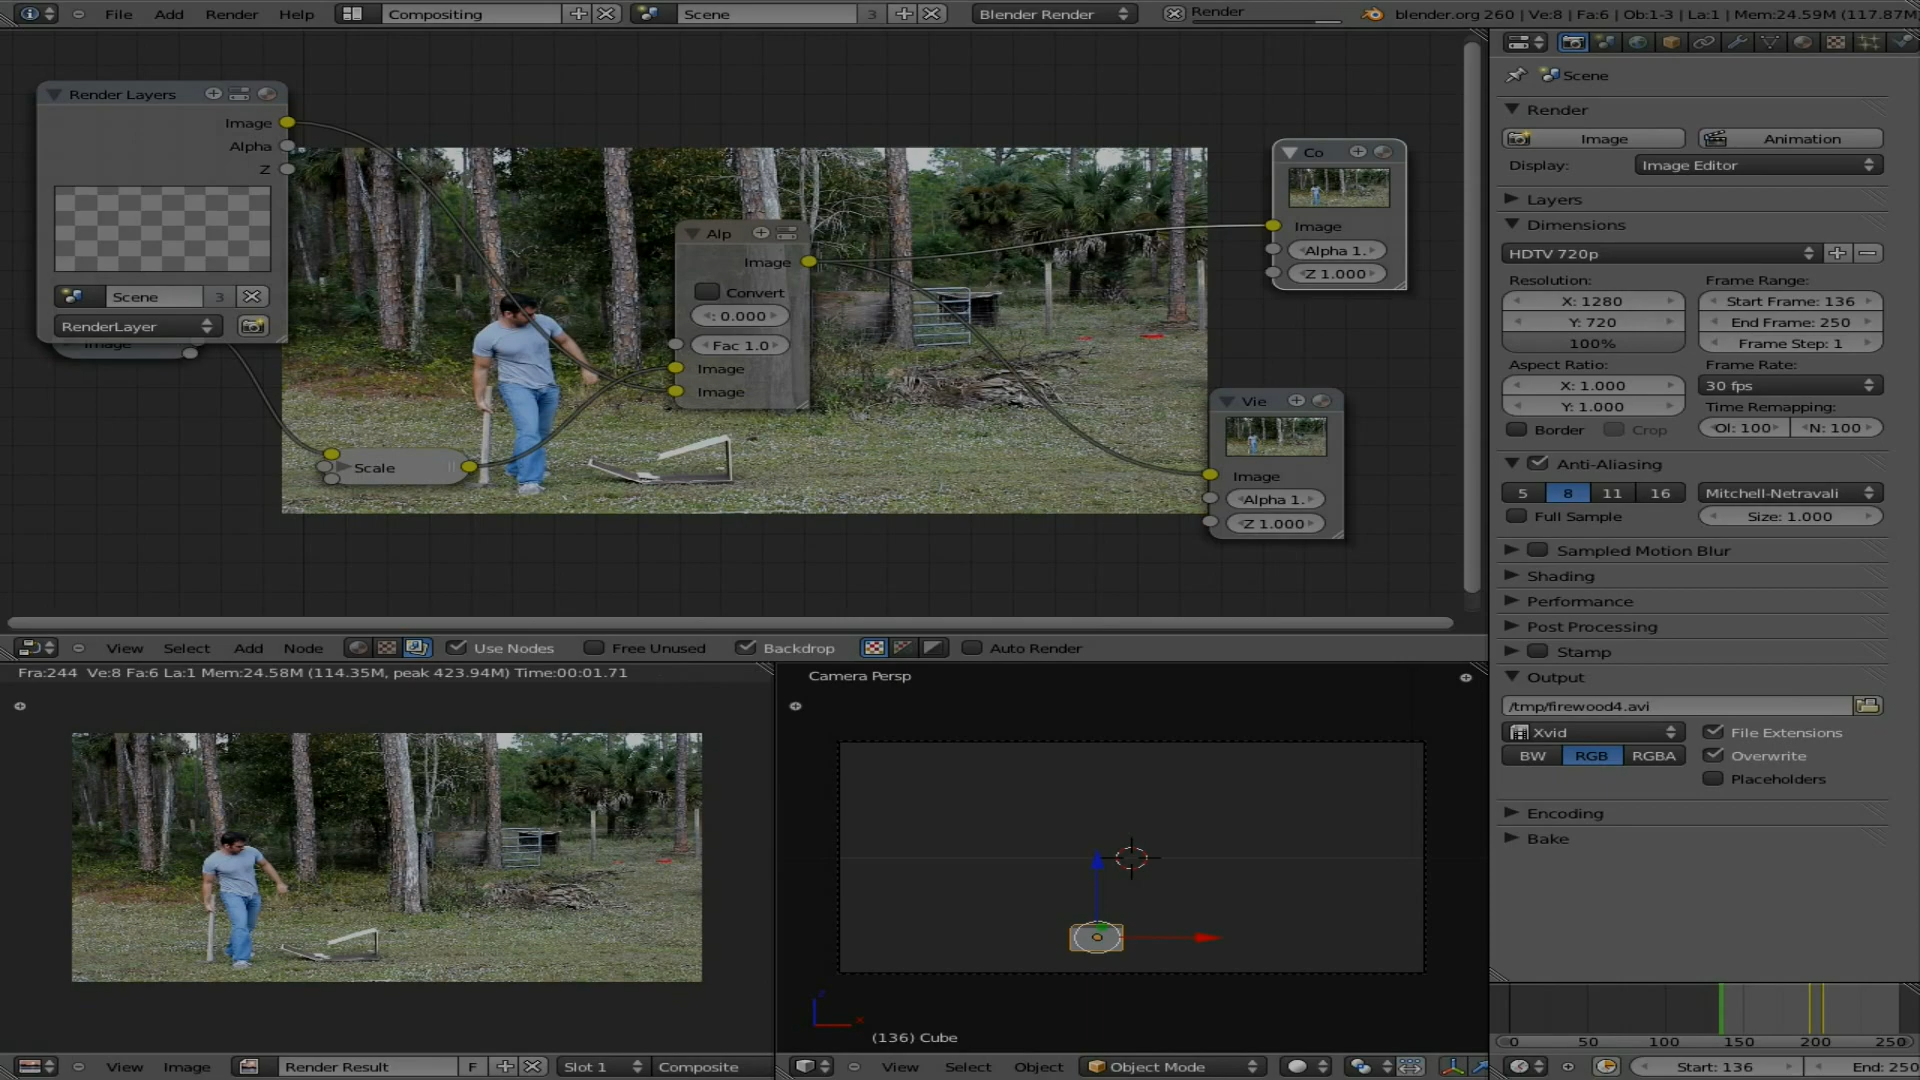 File Add Render Help Compositing Scene 3 Blender Render Render blender.org 260 | Ve:8 | Fa:6 | Ob:1-3 | La:1 | Mem:24.59M (117.87M
Render Layers
Image
Alpha
Z
Scene 3
RenderLayer
Image
Scale
Alp
Image
Convert
: 0.000
Fac 1.0
Image
Image
Co
Image
Alpha 1.
Z 1.000
Vie
Image
Alpha 1.
Z 1.000
View Select Add Node Use Nodes Free Unused Backdrop Auto Render
Fra:244 Ve:8 Fa:6 La:1 Mem:24.58M (114.35M, peak 423.94M) Time:00:01.71
View Image Render Result F Slot 1 Composite
Camera Persp
z
x
(136) Cube
View Select Object Object Mode
Scene
Render
Image Animation
Display: Image Editor
Layers
Dimensions
HDTV 720p
Resolution: Frame Range:
X: 1280 Start Frame: 136
Y: 720 End Frame: 250
100% Frame Step: 1
Aspect Ratio: Frame Rate:
X: 1.000 30 fps
Y: 1.000 Time Remapping:
Border Crop Ol: 100 N: 100
Anti-Aliasing
5 8 11 16 Mitchell-Netravali
Full Sample Size: 1.000
Sampled Motion Blur
Shading
Performance
Post Processing
Stamp
Output
/tmp/firewood4.avi
Xvid File Extensions
BW RGB RGBA Overwrite
Placeholders
Encoding
Bake
0 50 100 150 200 250
Start: 136 End: 250